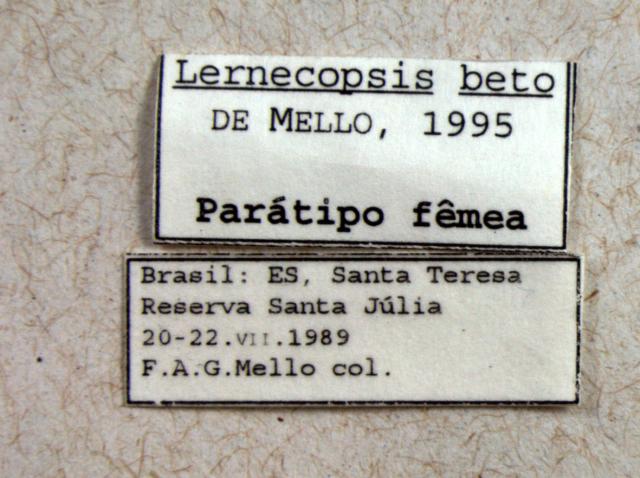 Lernecopsis beto
DE MELLO, 1995
Parátipo fêmea
Brasil: ES, Santa Teresa
Reserva Santa Júlia
20-22.VII.1989
F.A.G.Mello col.